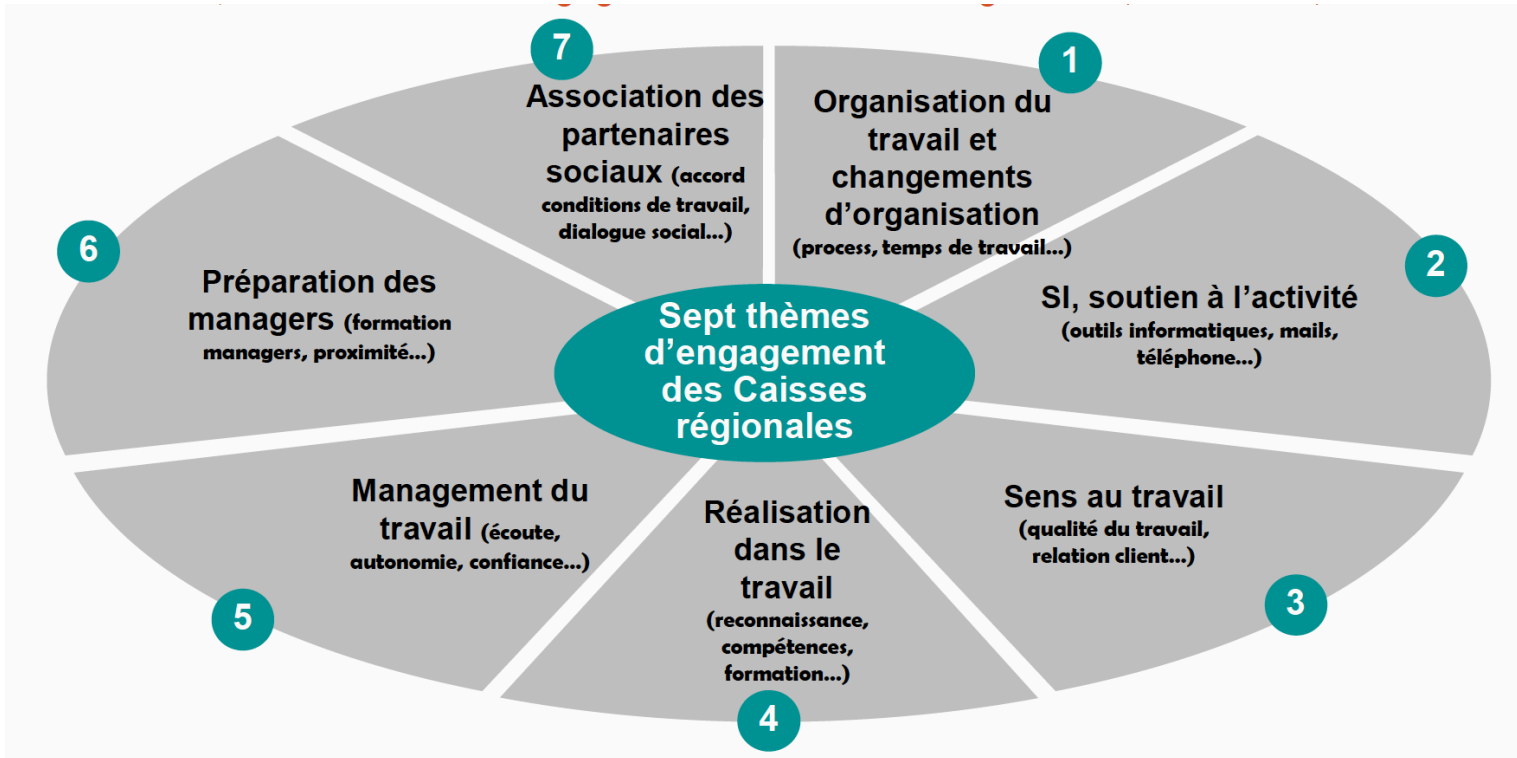 Sept thèmes
d'engagement
des Caisses
régionales
1
Organisation du
travail et
changements
d'organisation
(process, temps de travail...)
2
SI, soutien à l'activité
(outils informatiques, mails,
téléphone...)
3
Sens au travail
(qualité du travail,
relation client...)
4
Réalisation
dans le
travail
(reconnaissance,
compétences,
formation...)
5
Management du
travail (écoute,
autonomie, confiance...)
6
Préparation des
managers (formation
managers, proximité...)
7
Association des
partenaires
sociaux (accord
conditions de travail,
dialogue social...)